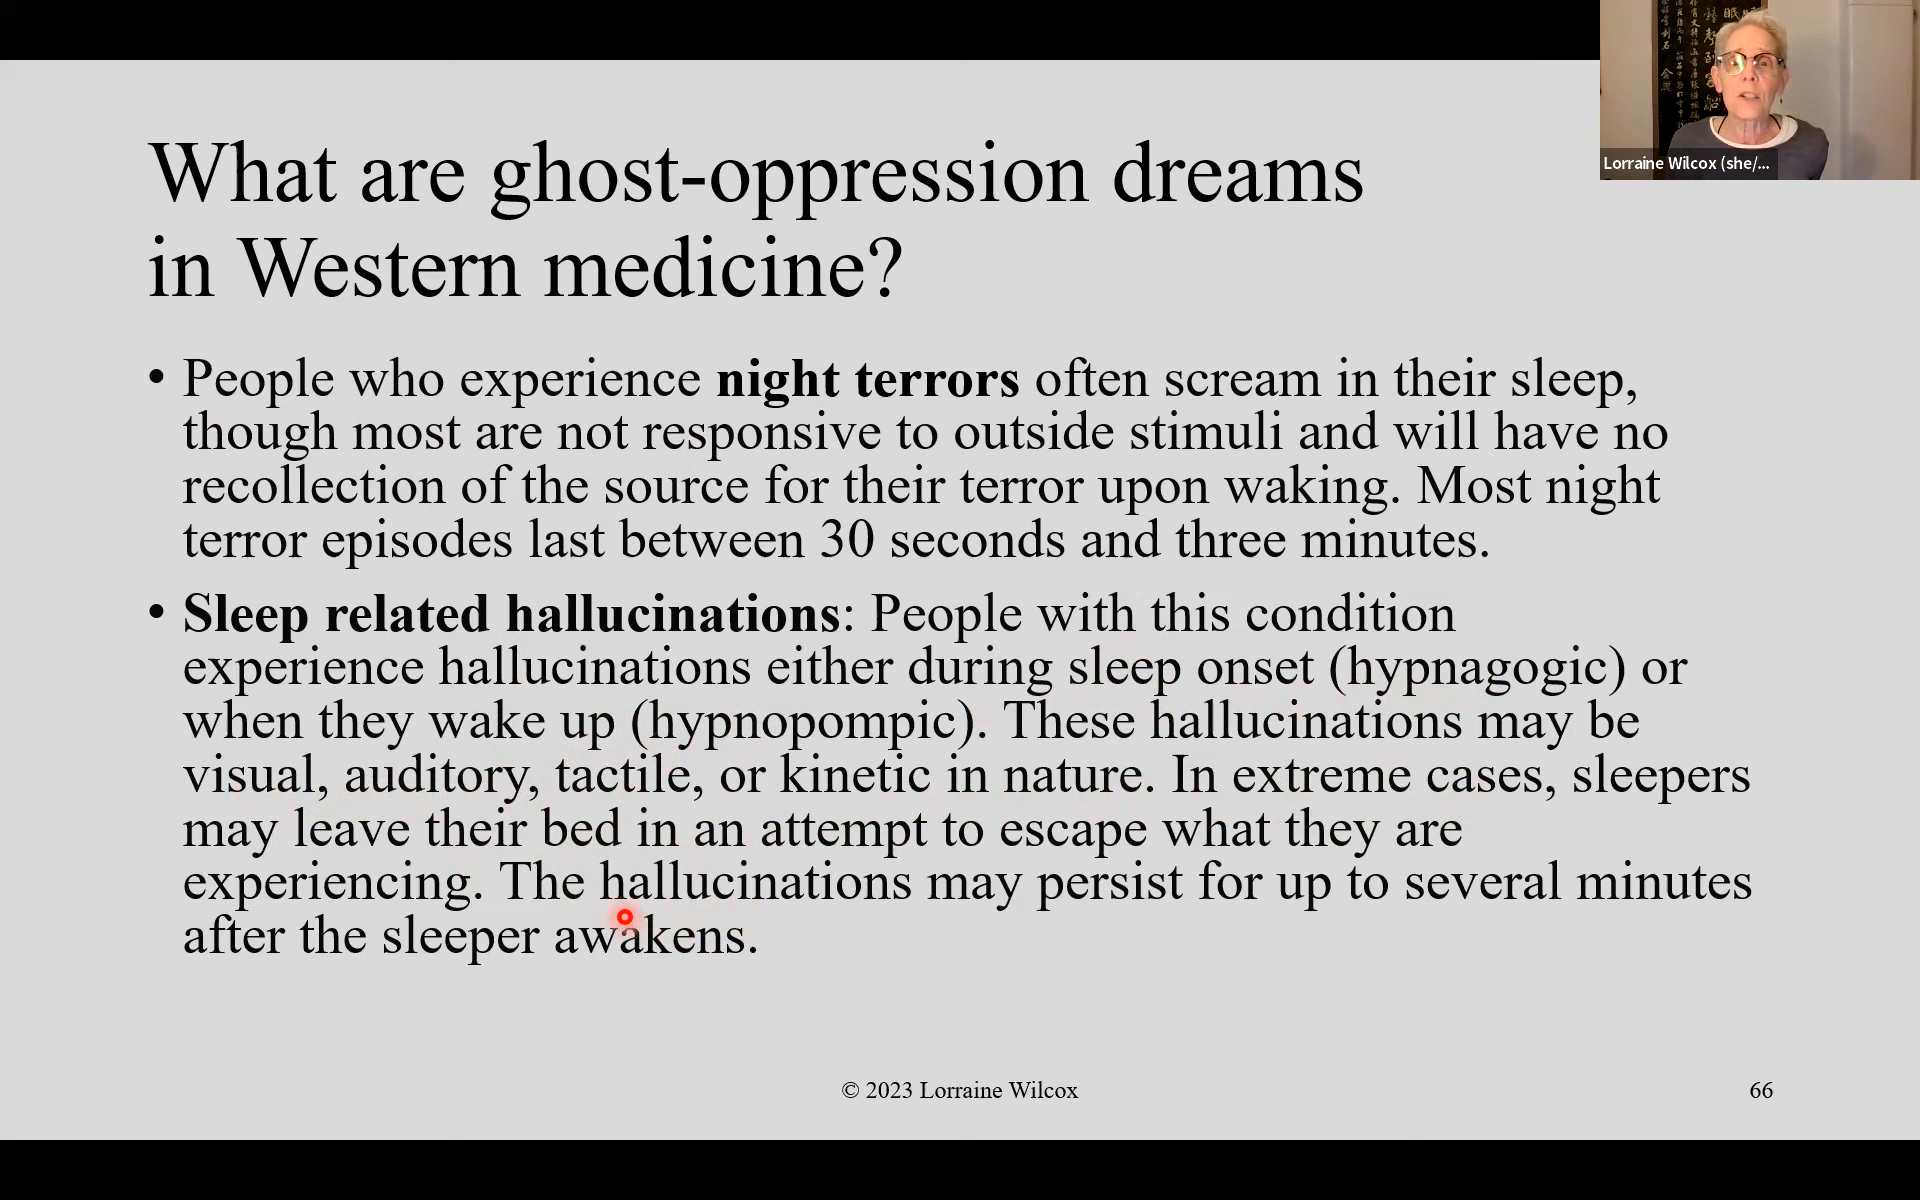 What are ghost-oppression dreams
in Western medicine?
• People who experience night terrors often scream in their sleep,
though most are not responsive to outside stimuli and will have no
recollection of the source for their terror upon waking. Most night
terror episodes last between 30 seconds and three minutes.
• Sleep related hallucinations: People with this condition
experience hallucinations either during sleep onset (hypnagogic) or
when they wake up (hypnopompic). These hallucinations may be
visual, auditory, tactile, or kinetic in nature. In extreme cases, sleepers
may leave their bed in an attempt to escape what they are
experiencing. The hallucinations may persist for up to several minutes
after the sleeper awakens.
© 2023 Lorraine Wilcox
66
Lorraine Wilcox (she/...